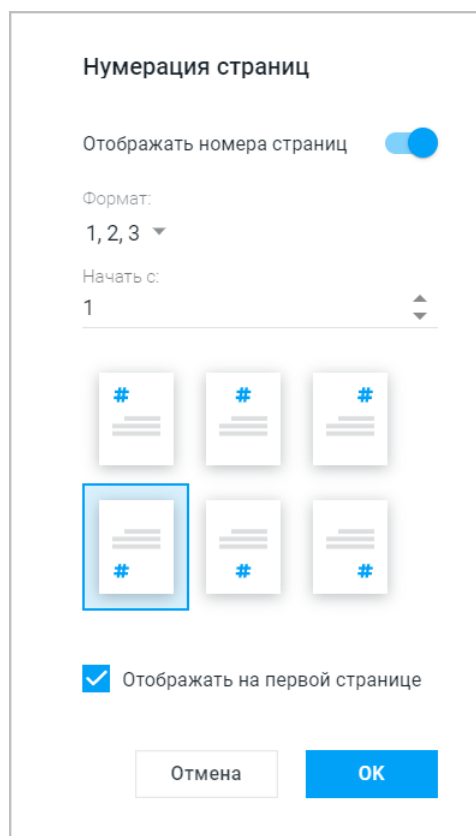 Нумерация страниц
Отображать номера страниц
Формат:
1, 2, 3
Начать с:
1
# # #
# # #
Отображать на первой странице
Отмена OK